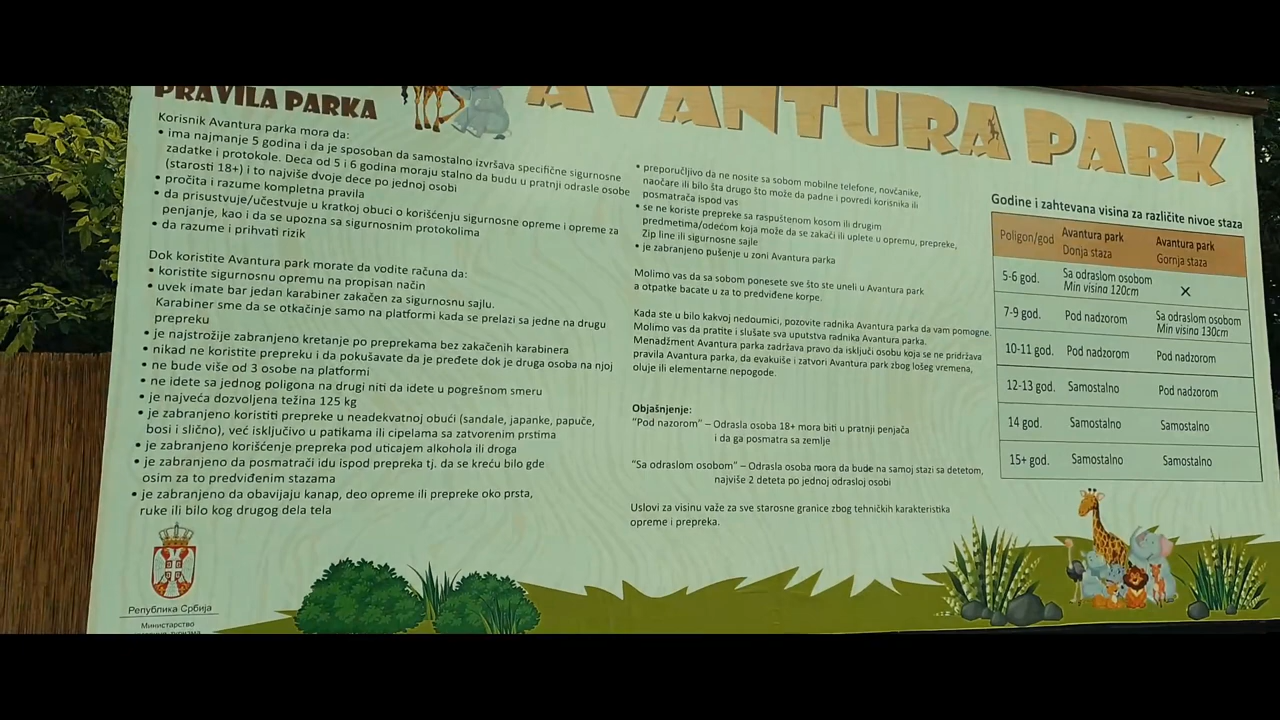 PRAVILA PARKA
AVANTURA PARK
Korisnik Avantura parka mora da:
• ima najmanje 5 godina i da je sposoban da samostalno izvršava specifične sigurnosne
zadatke i protokole. Deca od 5 i 6 godina moraju stalno da budu u pratnji odrasle osobe
(starosti 18+) i to najviše dvoje dece po jednoj osobi
• pročita i razume kompletna pravila
• da prisustvuje/učestvuje u kratkoj obuci o korišćenju sigurnosne opreme i opreme za
penjanje, kao i da se upozna sa sigurnosnim protokolima
• da razume i prihvati rizik
Dok koristite Avantura park morate da vodite računa da:
• koristite sigurnosnu opremu na propisan način
• uvek imate bar jedan karabiner zakačen za sigurnosnu sajlu.
Karabiner sme da se otkačinje samo na platformi kada se prelazi sa jedne na drugu
prepreku
• je najstrožije zabranjeno kretanje po preprekama bez zakačenih karabinera
• nikad ne koristite prepreku i da pokušavate da je pređete dok je druga osoba na njoj
• ne bude više od 3 osobe na platformi
• ne idete sa jednog poligona na drugi niti da idete u pogrešnom smeru
• je najveća dozvoljena težina 125 kg
• je zabranjeno koristiti prepreke u neadekvatnoj obući (sandale, japanke, papuče,
bosi i slično), već isključivo u patikama ili cipelama sa zatvorenim prstima
• je zabranjeno korišćenje prepreka pod uticajem alkohola ili droga
• je zabranjeno da posmatrači idu ispod prepreka tj. da se kreću bilo gde
osim za to predviđenim stazama
• je zabranjeno da obavijaju kanap, deo opreme ili prepreke oko prsta,
ruke ili bilo kog drugog dela tela
Република Србија
Министарство
• preporučljivo da ne nosite sa sobom mobilne telefone, novčanike,
naočare ili bilo šta drugo što može da padne i povredi korisnika ili
posmatrača ispod vas
• se ne koriste prepreke sa raspuštenom kosom ili drugim
predmetima/odećom koja može da se zakači ili uplete u opremu, prepreke,
Zip line ili sigurnosne sajle
• je zabranjeno pušenje u zoni Avantura parka
Molimo vas da sa sobom ponesete sve što ste uneli u Avantura park
a otpatke bacate u za to predviđene korpe.
Kada ste u bilo kakvoj nedoumici, pozovite radnika Avantura parka da vam pomogne.
Molimo vas da pratite i slušate sva uputstva radnika Avantura parka.
Menadžment Avantura parka zadržava pravo da isključi osobu koja se ne pridržava
pravila Avantura parka, da evakuiše i zatvori Avantura park zbog lošeg vremena,
oluje ili elementarne nepogode.
Objašnjenje:
“Pod nazorom” – Odrasla osoba 18+ mora biti u pratnji penjača
i da ga posmatra sa zemlje
“Sa odraslom osobom” – Odrasla osoba mora da bude na samoj stazi sa detetom,
najviše 2 deteta po jednoj odrasloj osobi
Uslovi za visinu važe za sve starosne granice zbog tehničkih karakteristika
opreme i prepreka.
Godine i zahtevana visina za različite nivoe staza
Poligon/god Avantura park Donja staza Avantura park Gornja staza
5-6 god. Sa odraslom osobom Min visina 120cm X
7-9 god. Pod nadzorom Sa odraslom osobom Min visina 130cm
10-11 god. Pod nadzorom Pod nadzorom
12-13 god. Samostalno Pod nadzorom
14 god. Samostalno Samostalno
15+ god. Samostalno Samostalno